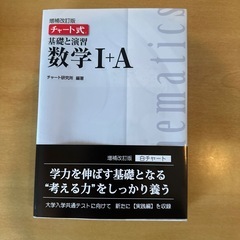 増補改訂版
チャート式®
基礎と演習
数学I+A
チャート研究所 編著
mathematics
増補改訂版 白チャート
学力を伸ばす基礎となる
“考える力”をしっかり養う
大学入学共通テストに向けて 新たに【実践編】を収録